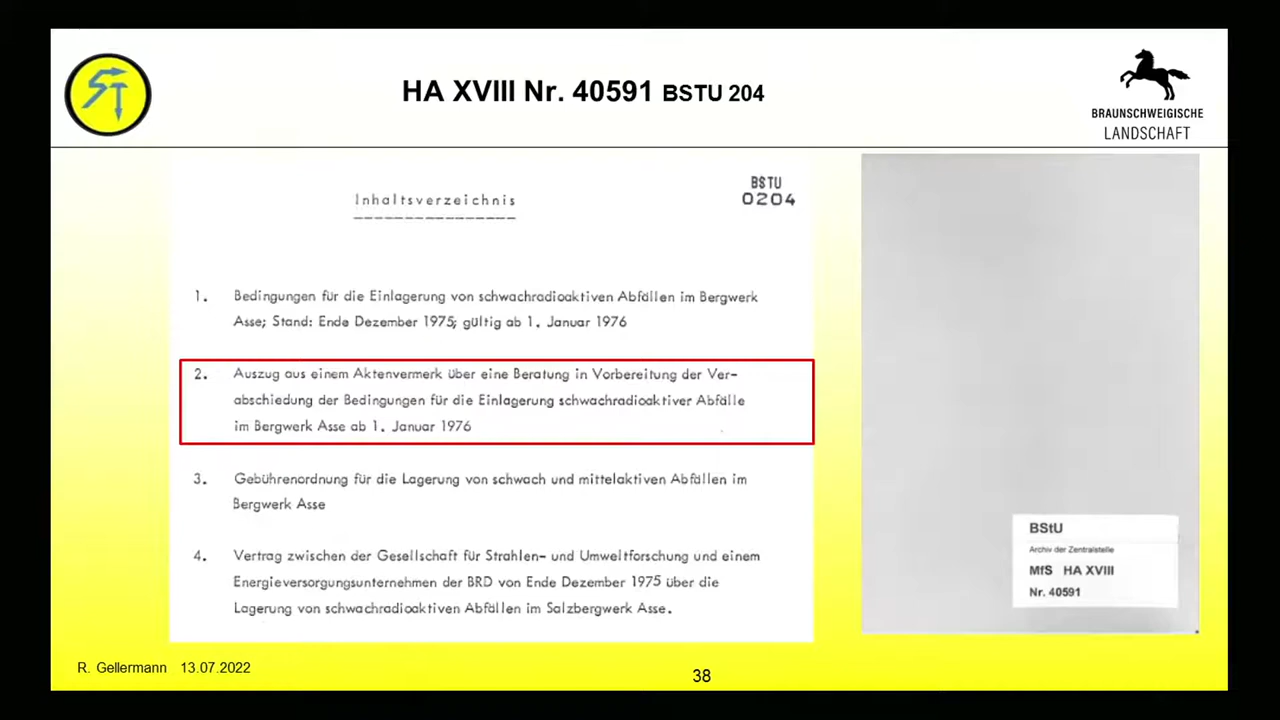 HA XVIII Nr. 40591 BSTU 204
ST
BRAUNSCHWEIGISCHE
LANDSCHAFT
Inhaltsverzeichnis
BSTU
0204
1. Bedingungen für die Einlagerung von schwachradioaktiven Abfällen im Bergwerk
Asse; Stand: Ende Dezember 1975; gültig ab 1. Januar 1976
2. Auszug aus einem Aktenvermerk über eine Beratung in Vorbereitung der Ver-
abschiedung der Bedingungen für die Einlagerung schwachradioaktiver Abfälle
im Bergwerk Asse ab 1. Januar 1976
3. Gebührenordnung für die Lagerung von schwach und mittelaktiven Abfällen im
Bergwerk Asse
4. Vertrag zwischen der Gesellschaft für Strahlen- und Umweltforschung und einem
Energieversorgungsunternehmen der BRD von Ende Dezember 1975 über die
Lagerung von schwachradioaktiven Abfällen im Salzbergwerk Asse.
BStU
Archiv der Zentralstelle
MfS HA XVIII
Nr. 40591
R. Gellermann 13.07.2022
38